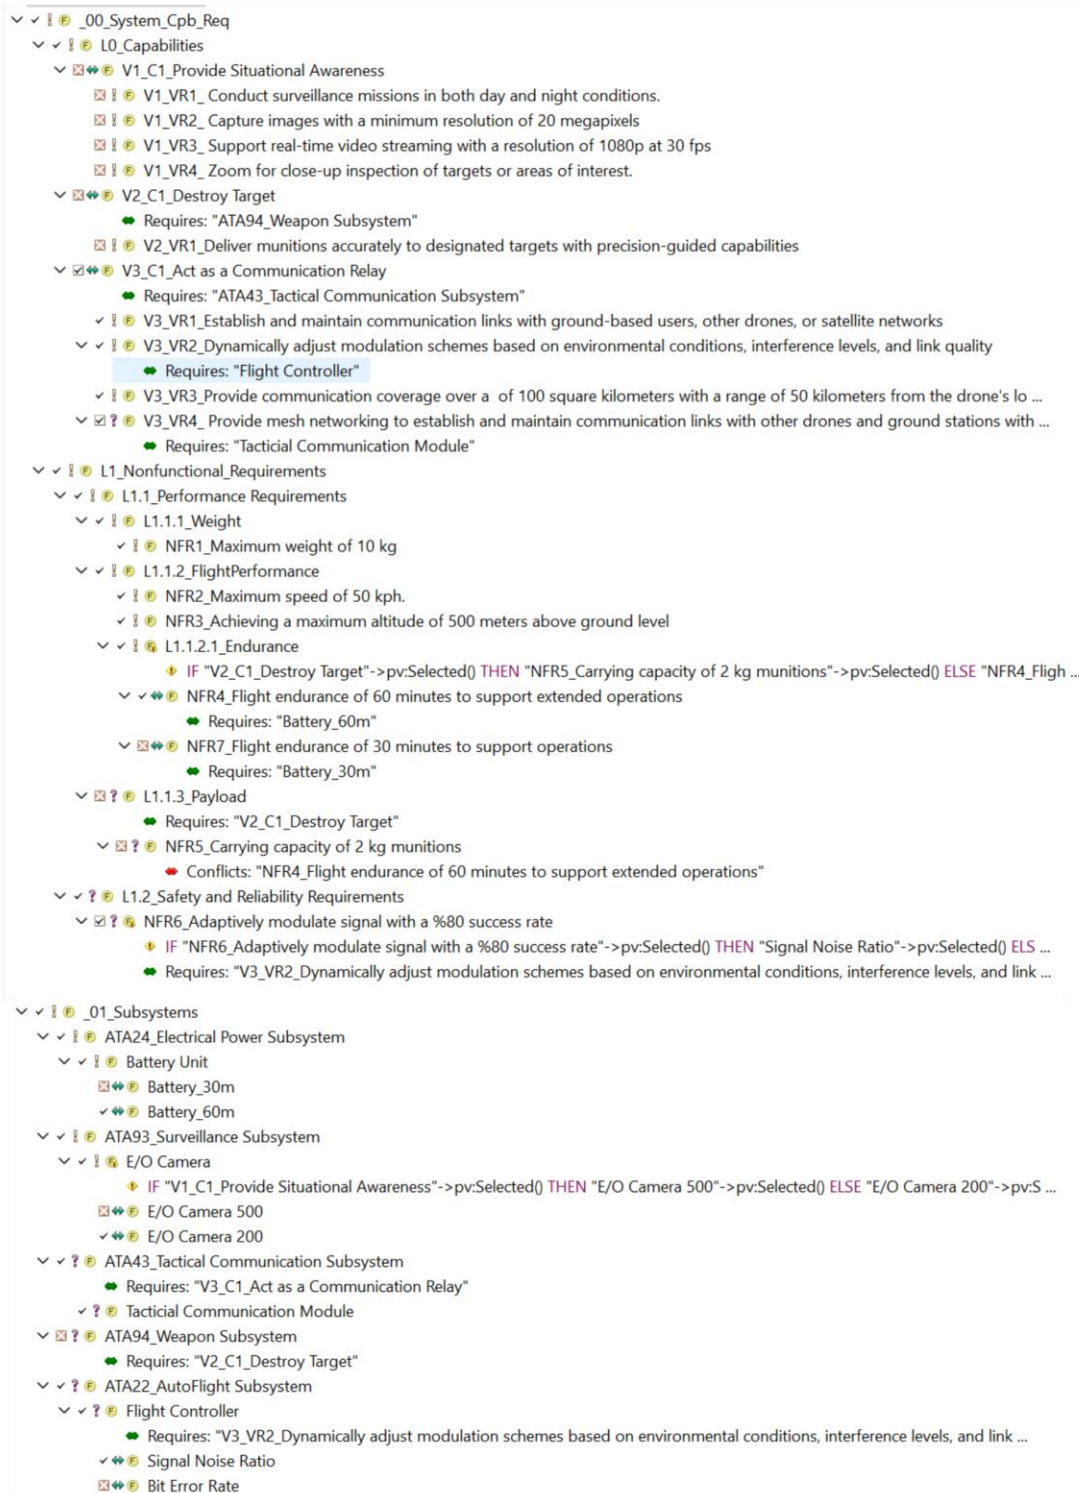 _00_System_Cpb_Req
L0_Capabilities
V1_C1_Provide Situational Awareness
V1_VR1_ Conduct surveillance missions in both day and night conditions.
V1_VR2_ Capture images with a minimum resolution of 20 megapixels
V1_VR3_ Support real-time video streaming with a resolution of 1080p at 30 fps
V1_VR4_ Zoom for close-up inspection of targets or areas of interest.
V2_C1_Destroy Target
Requires: "ATA94_Weapon Subsystem"
V2_VR1_Deliver munitions accurately to designated targets with precision-guided capabilities
V3_C1_Act as a Communication Relay
Requires: "ATA43_Tactical Communication Subsystem"
V3_VR1_Establish and maintain communication links with ground-based users, other drones, or satellite networks
V3_VR2_Dynamically adjust modulation schemes based on environmental conditions, interference levels, and link quality
Requires: "Flight Controller"
V3_VR3_Provide communication coverage over a  of 100 square kilometers with a range of 50 kilometers from the drone's lo ...
V3_VR4_ Provide mesh networking to establish and maintain communication links with other drones and ground stations with ...
Requires: "Tacticial Communication Module"
L1_Nonfunctional_Requirements
L1.1_Performance Requirements
L1.1.1_Weight
NFR1_Maximum weight of 10 kg
L1.1.2_FlightPerformance
NFR2_Maximum speed of 50 kph.
NFR3_Achieving a maximum altitude of 500 meters above ground level
L1.1.2.1_Endurance
IF "V2_C1_Destroy Target"->pv:Selected() THEN "NFR5_Carrying capacity of 2 kg munitions"->pv:Selected() ELSE "NFR4_Fligh ...
NFR4_Flight endurance of 60 minutes to support extended operations
Requires: "Battery_60m"
NFR7_Flight endurance of 30 minutes to support operations
Requires: "Battery_30m"
L1.1.3_Payload
Requires: "V2_C1_Destroy Target"
NFR5_Carrying capacity of 2 kg munitions
Conflicts: "NFR4_Flight endurance of 60 minutes to support extended operations"
L1.2_Safety and Reliability Requirements
NFR6_Adaptively modulate signal with a %80 success rate
IF "NFR6_Adaptively modulate signal with a %80 success rate"->pv:Selected() THEN "Signal Noise Ratio"->pv:Selected() ELS ...
Requires: "V3_VR2_Dynamically adjust modulation schemes based on environmental conditions, interference levels, and link ...
_01_Subsystems
ATA24_Electrical Power Subsystem
Battery Unit
Battery_30m
Battery_60m
ATA93_Surveillance Subsystem
E/O Camera
IF "V1_C1_Provide Situational Awareness"->pv:Selected() THEN "E/O Camera 500"->pv:Selected() ELSE "E/O Camera 200"->pv:S ...
E/O Camera 500
E/O Camera 200
ATA43_Tactical Communication Subsystem
Requires: "V3_C1_Act as a Communication Relay"
Tacticial Communication Module
ATA94_Weapon Subsystem
Requires: "V2_C1_Destroy Target"
ATA22_AutoFlight Subsystem
Flight Controller
Requires: "V3_VR2_Dynamically adjust modulation schemes based on environmental conditions, interference levels, and link ...
Signal Noise Ratio
Bit Error Rate